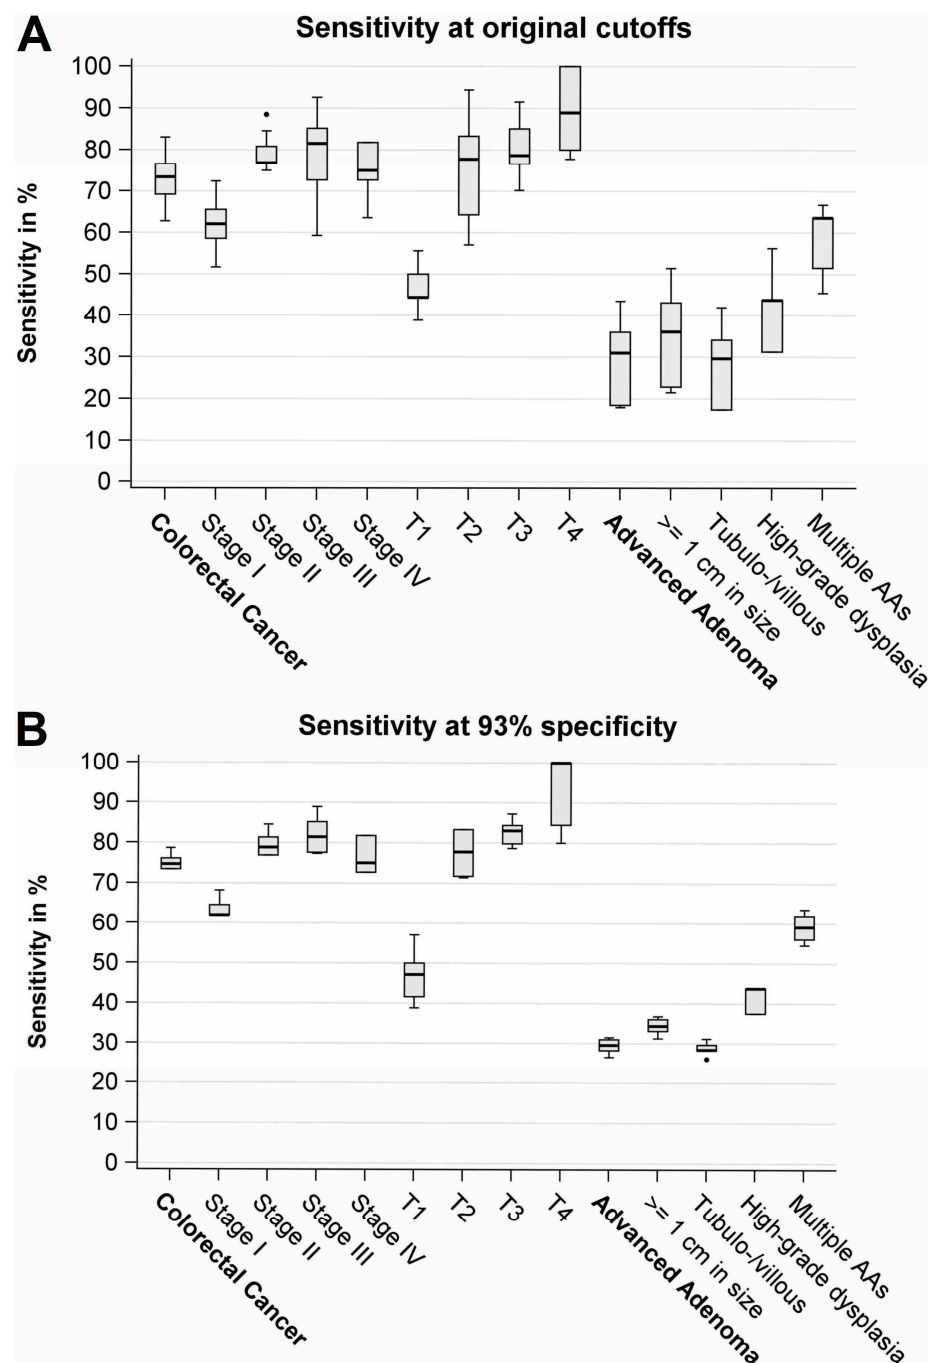 A
Sensitivity at original cutoffs
Sensitivity in %
100
90
80
70
60
50
40
30
20
10
0
Colorectal Cancer
Stage I
Stage II
Stage III
Stage IV
T1
T2
T3
T4
Advanced Adenoma
>= 1 cm in size
Tubulo-/villous
High-grade dysplasia
Multiple AAs
B
Sensitivity at 93% specificity
Sensitivity in %
100
90
80
70
60
50
40
30
20
10
0
Colorectal Cancer
Stage I
Stage II
Stage III
Stage IV
T1
T2
T3
T4
Advanced Adenoma
>= 1 cm in size
Tubulo-/villous
High-grade dysplasia
Multiple AAs